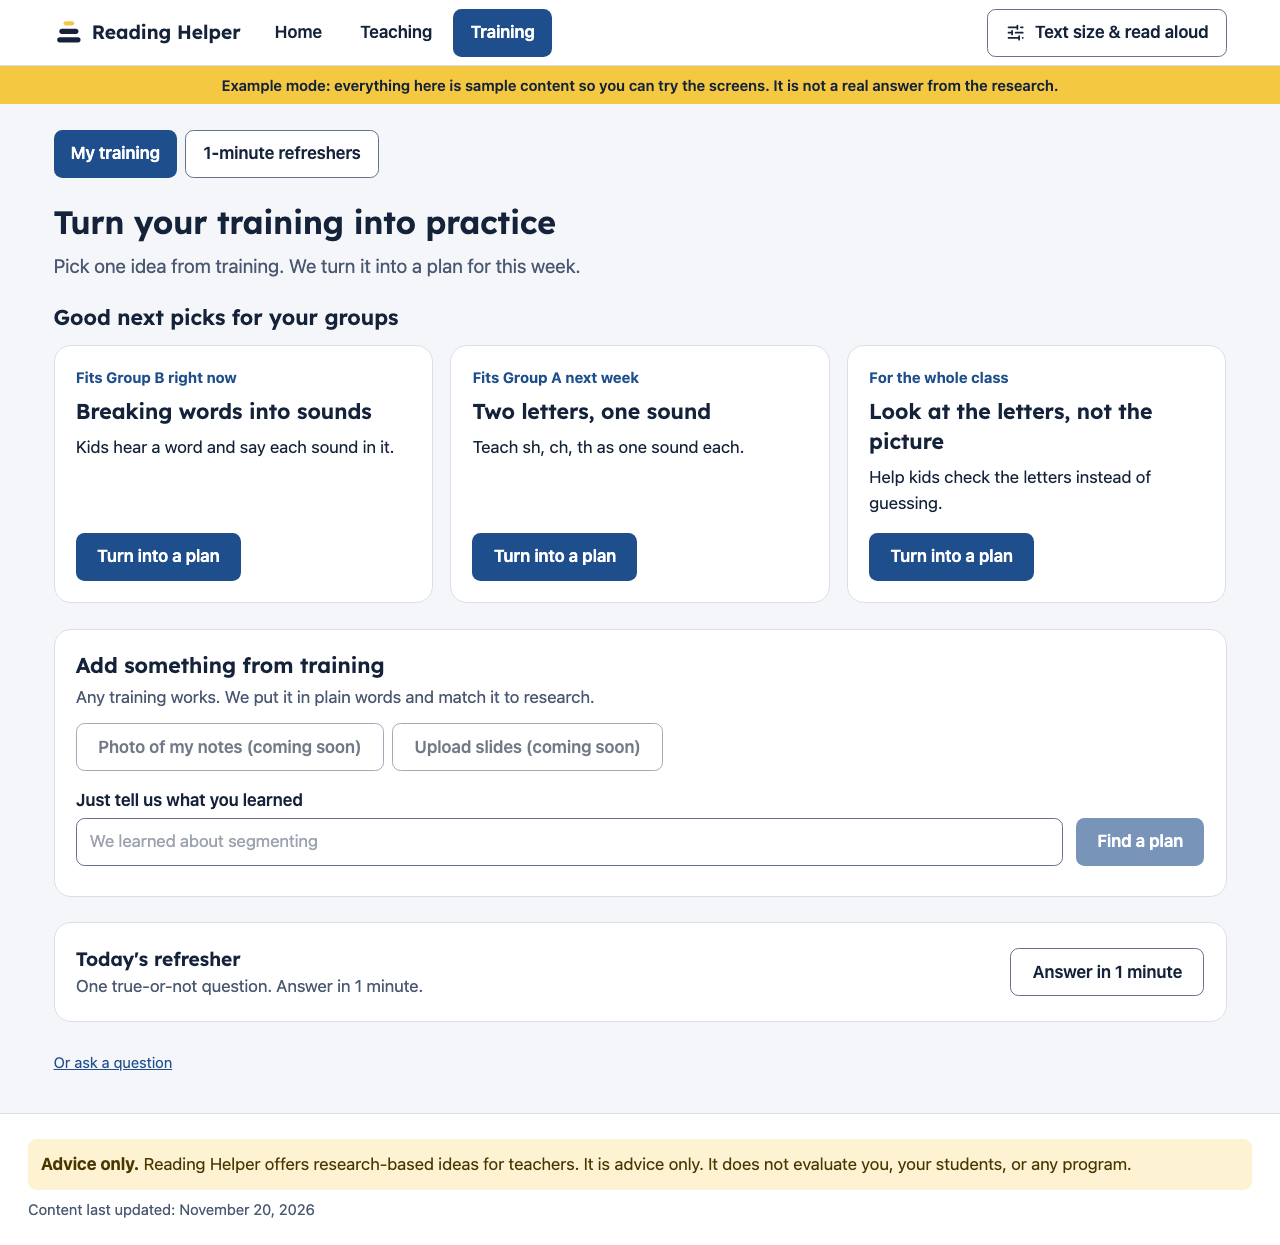 Reading Helper
Home
Teaching
Training
Text size & read aloud
Example mode: everything here is sample content so you can try the screens. It is not a real answer from the research.
My training
1-minute refreshers
Turn your training into practice
Pick one idea from training. We turn it into a plan for this week.
Good next picks for your groups
Fits Group B right now
Breaking words into sounds
Kids hear a word and say each sound in it.
Turn into a plan
Fits Group A next week
Two letters, one sound
Teach sh, ch, th as one sound each.
Turn into a plan
For the whole class
Look at the letters, not the
picture
Help kids check the letters instead of
guessing.
Turn into a plan
Add something from training
Any training works. We put it in plain words and match it to research.
Photo of my notes (coming soon)
Upload slides (coming soon)
Just tell us what you learned
We learned about segmenting
Find a plan
Today's refresher
One true-or-not question. Answer in 1 minute.
Answer in 1 minute
Or ask a question
Advice only. Reading Helper offers research-based ideas for teachers. It is advice only. It does not evaluate you, your students, or any program.
Content last updated: November 20, 2026